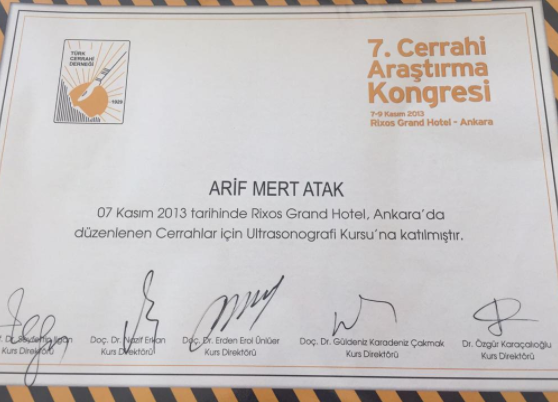 TÜRK
CERRAHİ
DERNEĞİ
1929
7. Cerrahi
Araştırma
Kongresi
7-9 Kasım 2013
Rixos Grand Hotel - Ankara
ARİF MERT ATAK
07 Kasım 2013 tarihinde Rixos Grand Hotel, Ankara'da
düzenlenen Cerrahlar için Ultrasonografi Kursu'na katılmıştır.
Dr. Doç. Dr. Nazif Erkan Doç. Dr. Erden Erol Ünlüer Doç. Dr. Güldeniz Karadeniz Çakmak Dr. Özgür Karaçalıoğlu
Kurs Direktörü Kurs Direktörü Kurs Direktörü Kurs Direktörü Kurs Direktörü